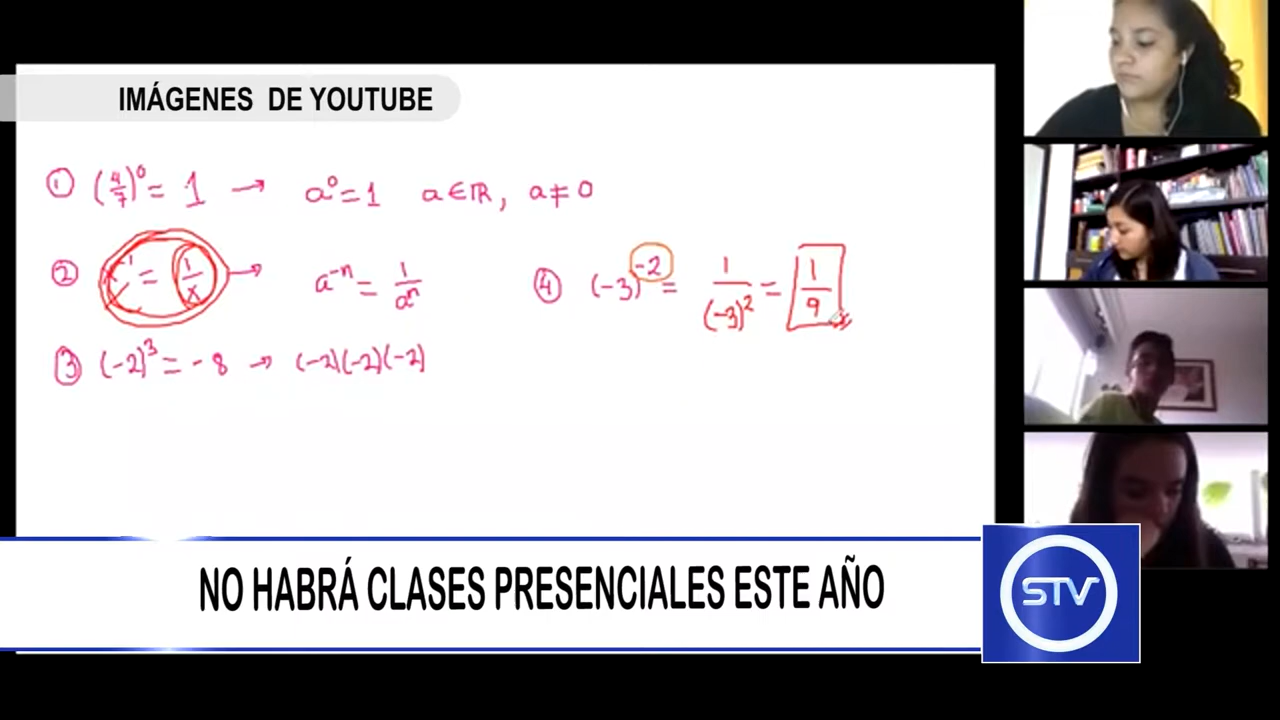 IMÁGENES DE YOUTUBE
① (4/7)⁰ = 1 → a⁰ = 1 a ∈ ℝ, a ≠ 0
② x⁻¹ = 1/x → a⁻ⁿ = 1/aⁿ
④ (-3)⁻² = 1/(-3)² = 1/9
③ (-2)³ = -8 → (-2)(-2)(-2)
NO HABRÁ CLASES PRESENCIALES ESTE AÑO
STV